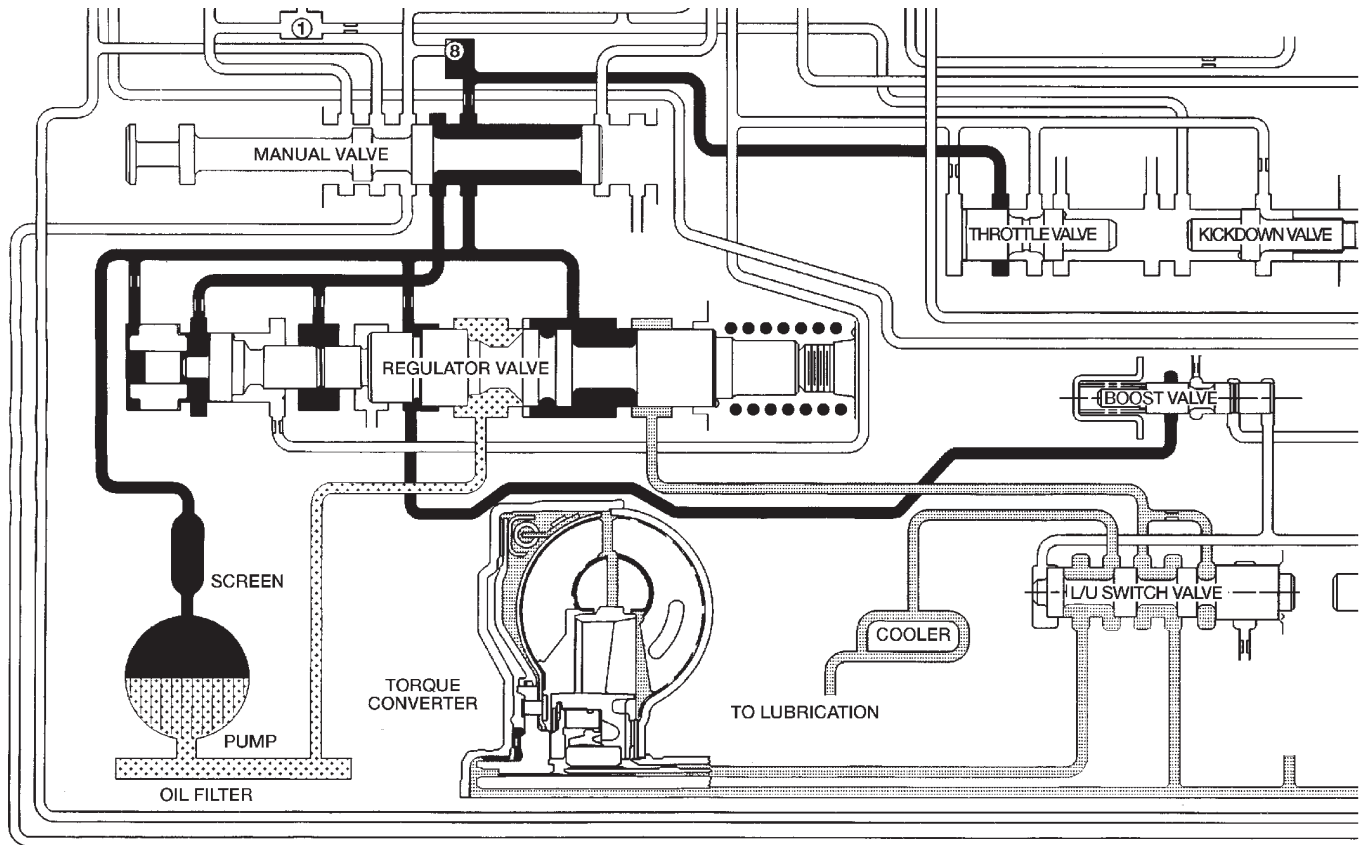 1
8
MANUAL VALVE
THROTTLE VALVE
KICKDOWN VALVE
REGULATOR VALVE
BOOST VALVE
SCREEN
L/U SWITCH VALVE
COOLER
TORQUE
CONVERTER
TO LUBRICATION
PUMP
OIL FILTER